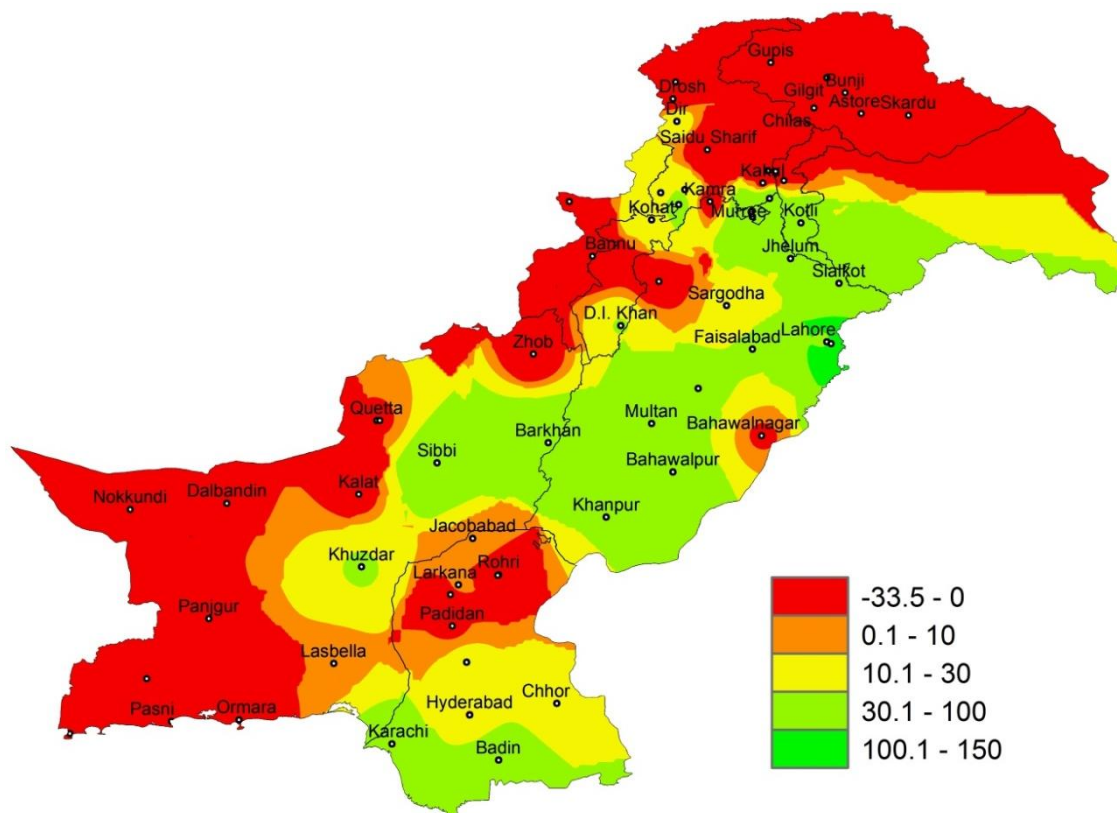 Gupis
Drosh
Bunji
Gilgit
Astore
Skardu
Dir
Chilas
Saidu Sharif
Kakul
Kamra
Kohat
Murree
Kotli
Bannu
Jhelum
Sialkot
Sargodha
D.I. Khan
Faisalabad
Lahore
Zhob
Quetta
Multan
Bahawalnagar
Barkhan
Sibbi
Bahawalpur
Kalat
Nokkundi
Dalbandin
Khanpur
Jacobabad
Khuzdar
Rohri
Larkana
Panjgur
Padidan
Lasbella
Chhor
Pasni
Ormara
Hyderabad
Karachi
Badin
-33.5 - 0
0.1 - 10
10.1 - 30
30.1 - 100
100.1 - 150